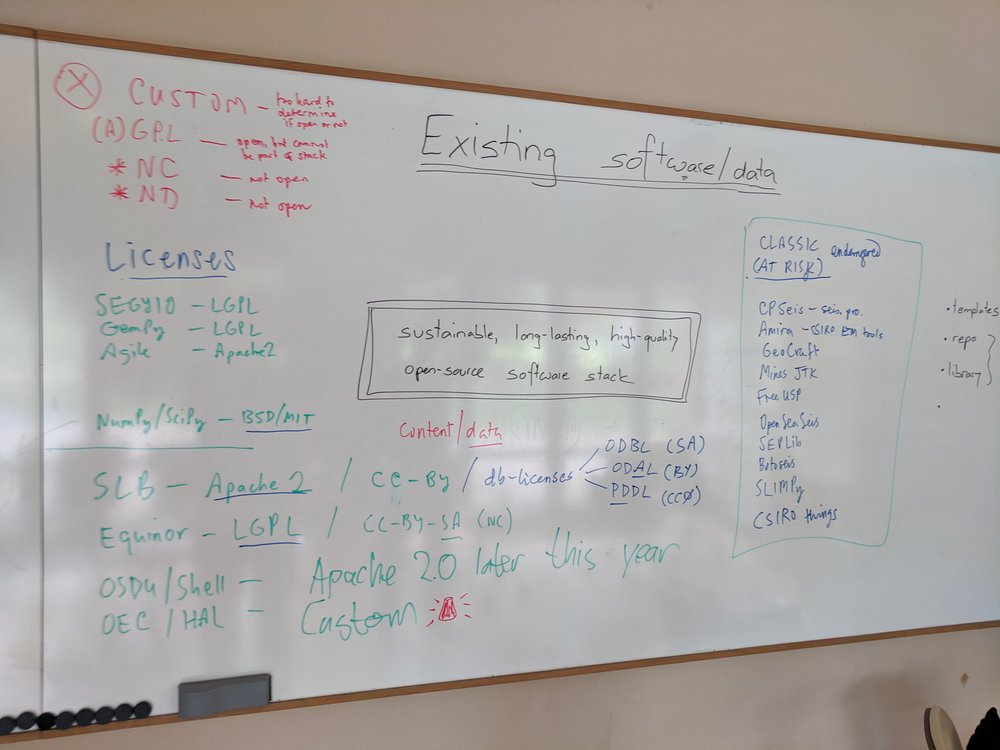 X CUSTOM – too hard to
determine
if open or not
(A)GPL — open, but cannot
be part of stack
* NC — not open
* ND — Not open
Existing software/data
Licenses
SEGYIO – LGPL
GemPy – LGPL
Agile – Apache2
NumPy/SciPy – BSD/MIT
sustainable, long-lasting, high-quality
open-source software stack
Content/data
SLB – Apache 2 / CC-By / db-licenses
ODBL (SA)
ODAL (BY)
PDDL (CCØ)
Equinor – LGPL / CC-BY-SA (NC)
OSDU/Shell – Apache 2.0 later this year
OEC/HAL – Custom
CLASSIC endangered
(AT RISK)
CPSeis – seis pro.
Amira – CSIRO EM tools
GeoCraft
Mines JTK
FreeUSP
OpenSeaSeis
SEPLib
Botoseis
SLIMPy
CSIRO things
• templates
• repo
• library
•